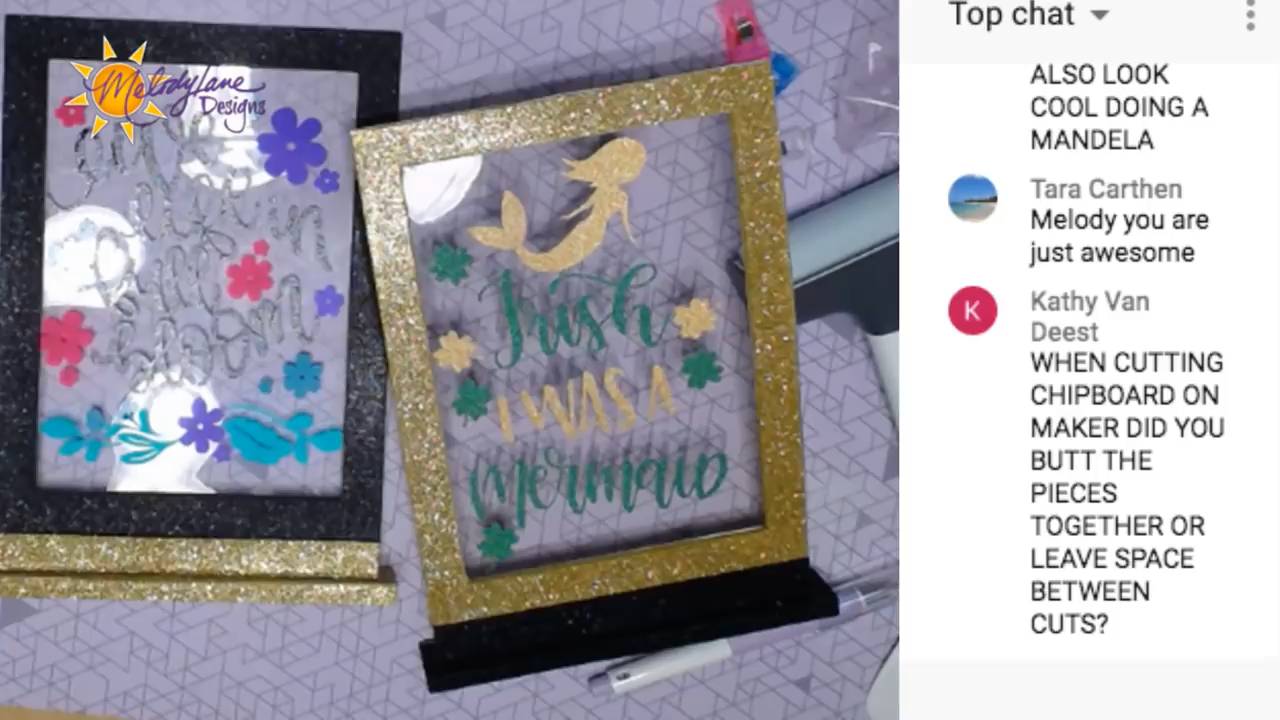 MelodyLane
Designs
Irish
I WAS A
mermaid
Top chat
ALSO LOOK
COOL DOING A
MANDELA
Tara Carthen
Melody you are
just awesome
K
Kathy Van
Deest
WHEN CUTTING
CHIPBOARD ON
MAKER DID YOU
BUTT THE
PIECES
TOGETHER OR
LEAVE SPACE
BETWEEN
CUTS?